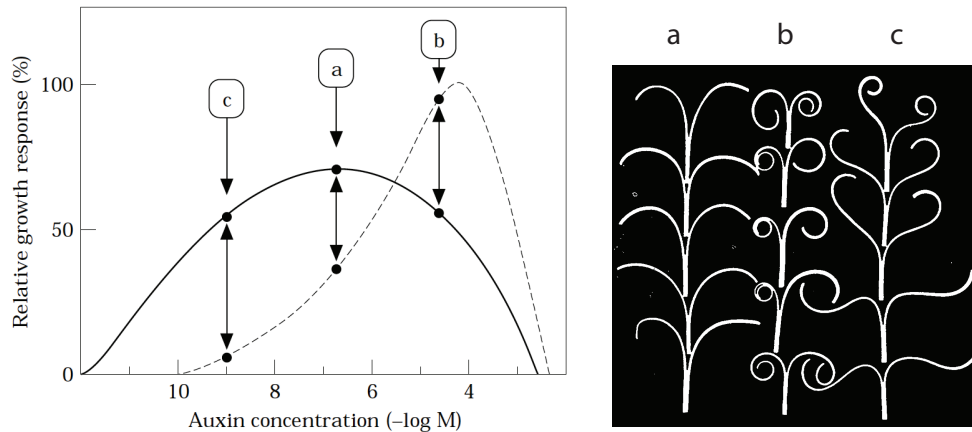 Relative growth response (%)
100
50
0
c
a
b
10
8
6
4
Auxin concentration (–log M)
a b c